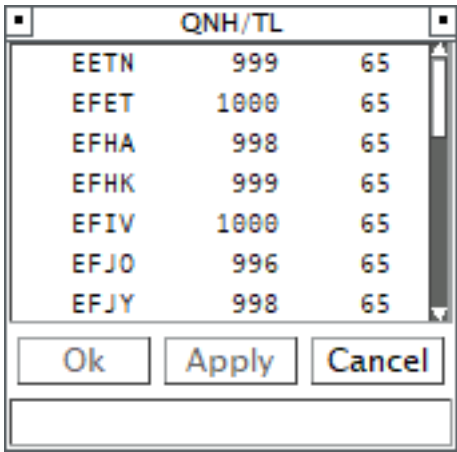 QNH/TL
EETN 999 65
EFET 1000 65
EFHA 998 65
EFHK 999 65
EFIV 1000 65
EFJO 996 65
EFJY 998 65
Ok Apply Cancel